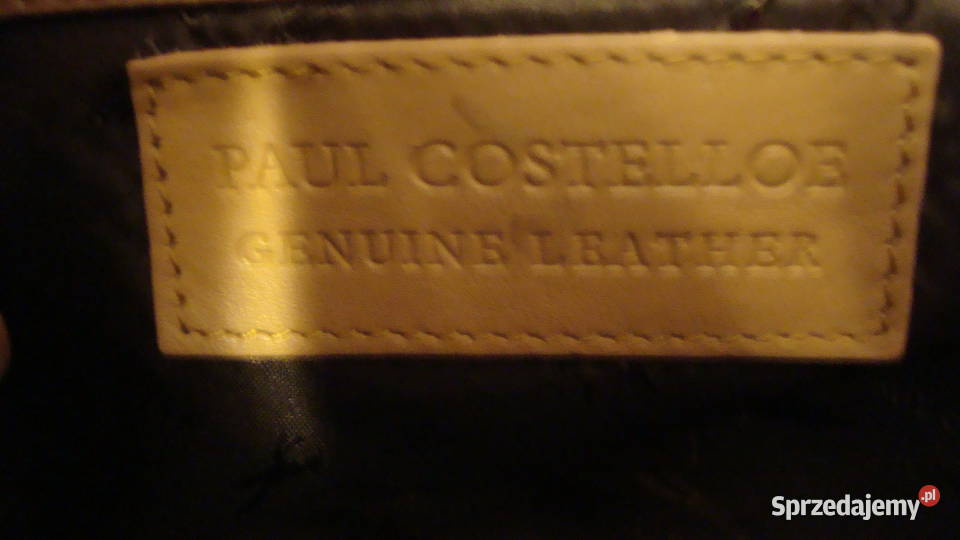 PAUL COSTELLOE
GENUINE LEATHER
Sprzedajemy.pl